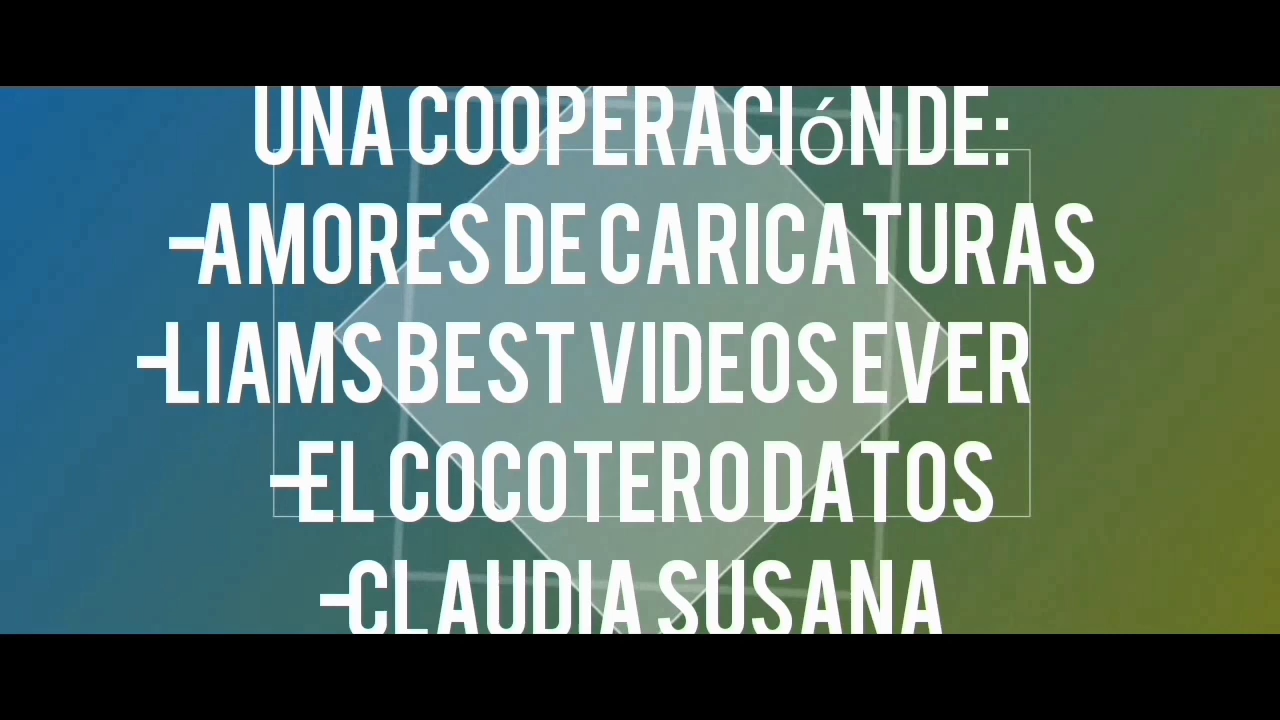 UNA COOPERACIóN DE:
-AMORES DE CARICATURAS
-LIAMS BEST VIDEOS EVER
-EL COCOTERO DATOS
-CLAUDIA SUSANA